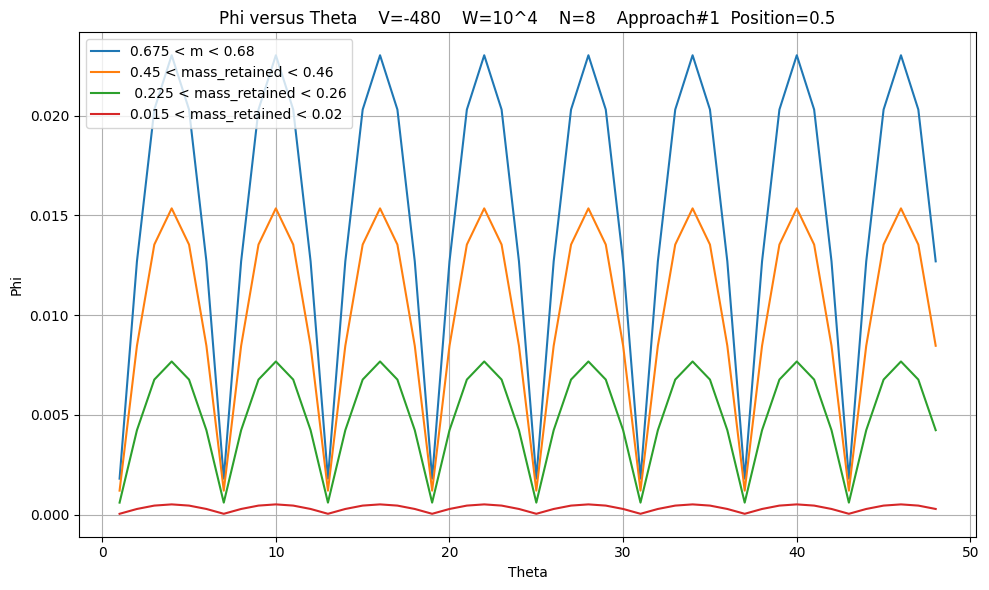 Phi versus Theta    V=-480    W=10^4    N=8    Approach#1  Position=0.5
0.675 < m < 0.68
0.45 < mass_retained < 0.46
0.225 < mass_retained < 0.26
0.015 < mass_retained < 0.02
Phi
0.020
0.015
0.010
0.005
0.000
0 10 20 30 40 50
Theta